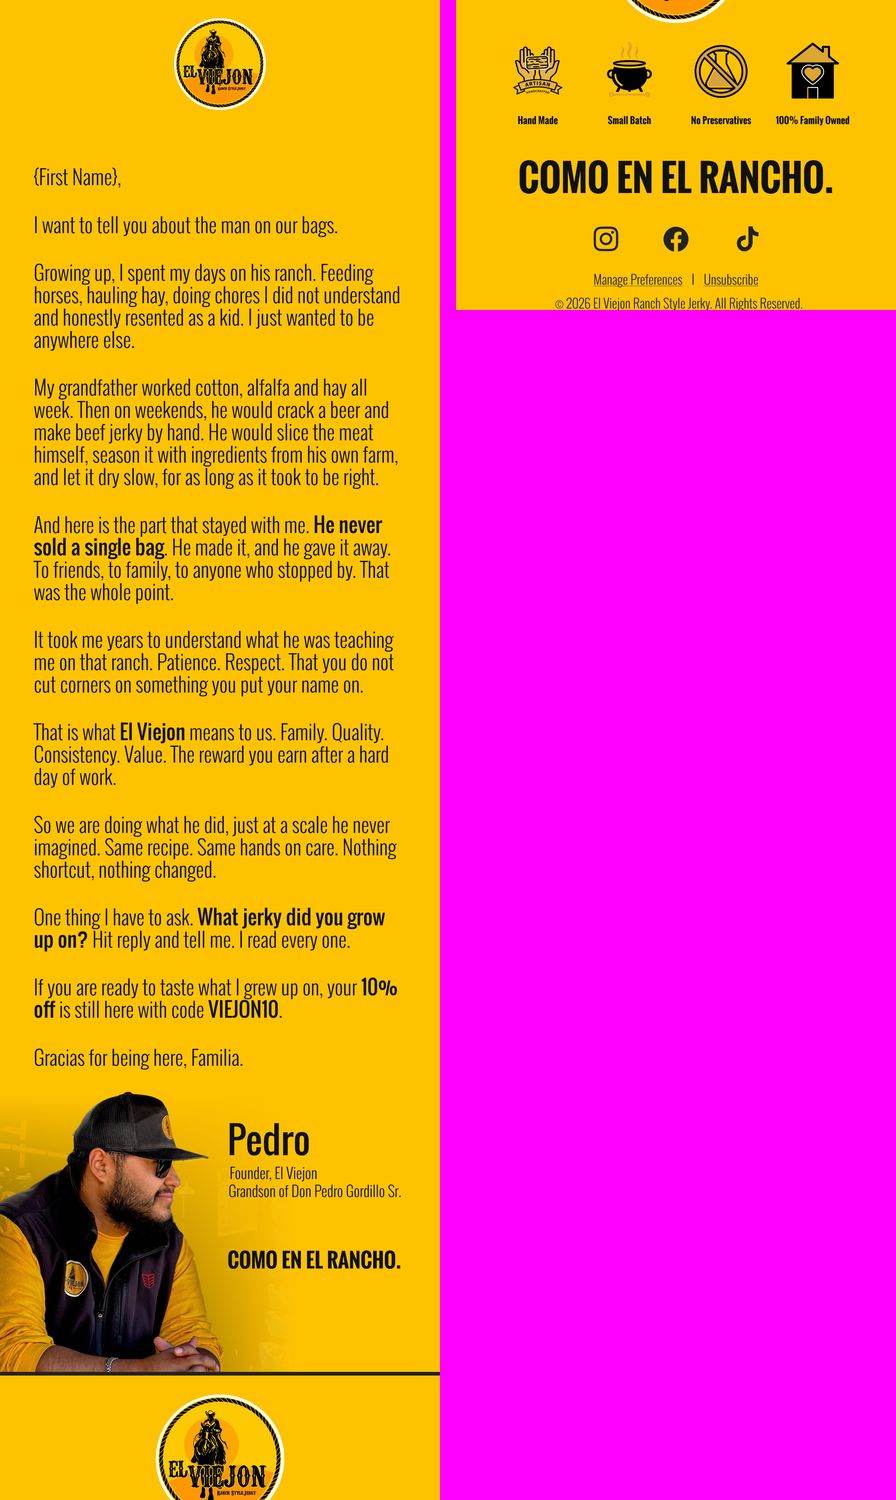 EL VIEJON
RANCH STYLE JERKY
{First Name},
I want to tell you about the man on our bags.
Growing up, I spent my days on his ranch. Feeding
horses, hauling hay, doing chores I did not understand
and honestly resented as a kid. I just wanted to be
anywhere else.
My grandfather worked cotton, alfalfa and hay all
week. Then on weekends, he would crack a beer and
make beef jerky by hand. He would slice the meat
himself, season it with ingredients from his own farm,
and let it dry slow, for as long as it took to be right.
And here is the part that stayed with me. He never
sold a single bag. He made it, and he gave it away.
To friends, to family, to anyone who stopped by. That
was the whole point.
It took me years to understand what he was teaching
me on that ranch. Patience. Respect. That you do not
cut corners on something you put your name on.
That is what El Viejon means to us. Family. Quality.
Consistency. Value. The reward you earn after a hard
day of work.
So we are doing what he did, just at a scale he never
imagined. Same recipe. Same hands on care. Nothing
shortcut, nothing changed.
One thing I have to ask. What jerky did you grow
up on? Hit reply and tell me. I read every one.
If you are ready to taste what I grew up on, your 10%
off is still here with code VIEJON10.
Gracias for being here, Familia.
Pedro
Founder, El Viejon
Grandson of Don Pedro Gordillo Sr.
COMO EN EL RANCHO.
VIEJON
EL VIEJON
RANCH STYLE JERKY
ARTISAN
HANDCRAFTED
Hand Made
Small Batch
No Preservatives
100% Family Owned
COMO EN EL RANCHO.
Manage Preferences | Unsubscribe
© 2026 El Viejon Ranch Style Jerky. All Rights Reserved.